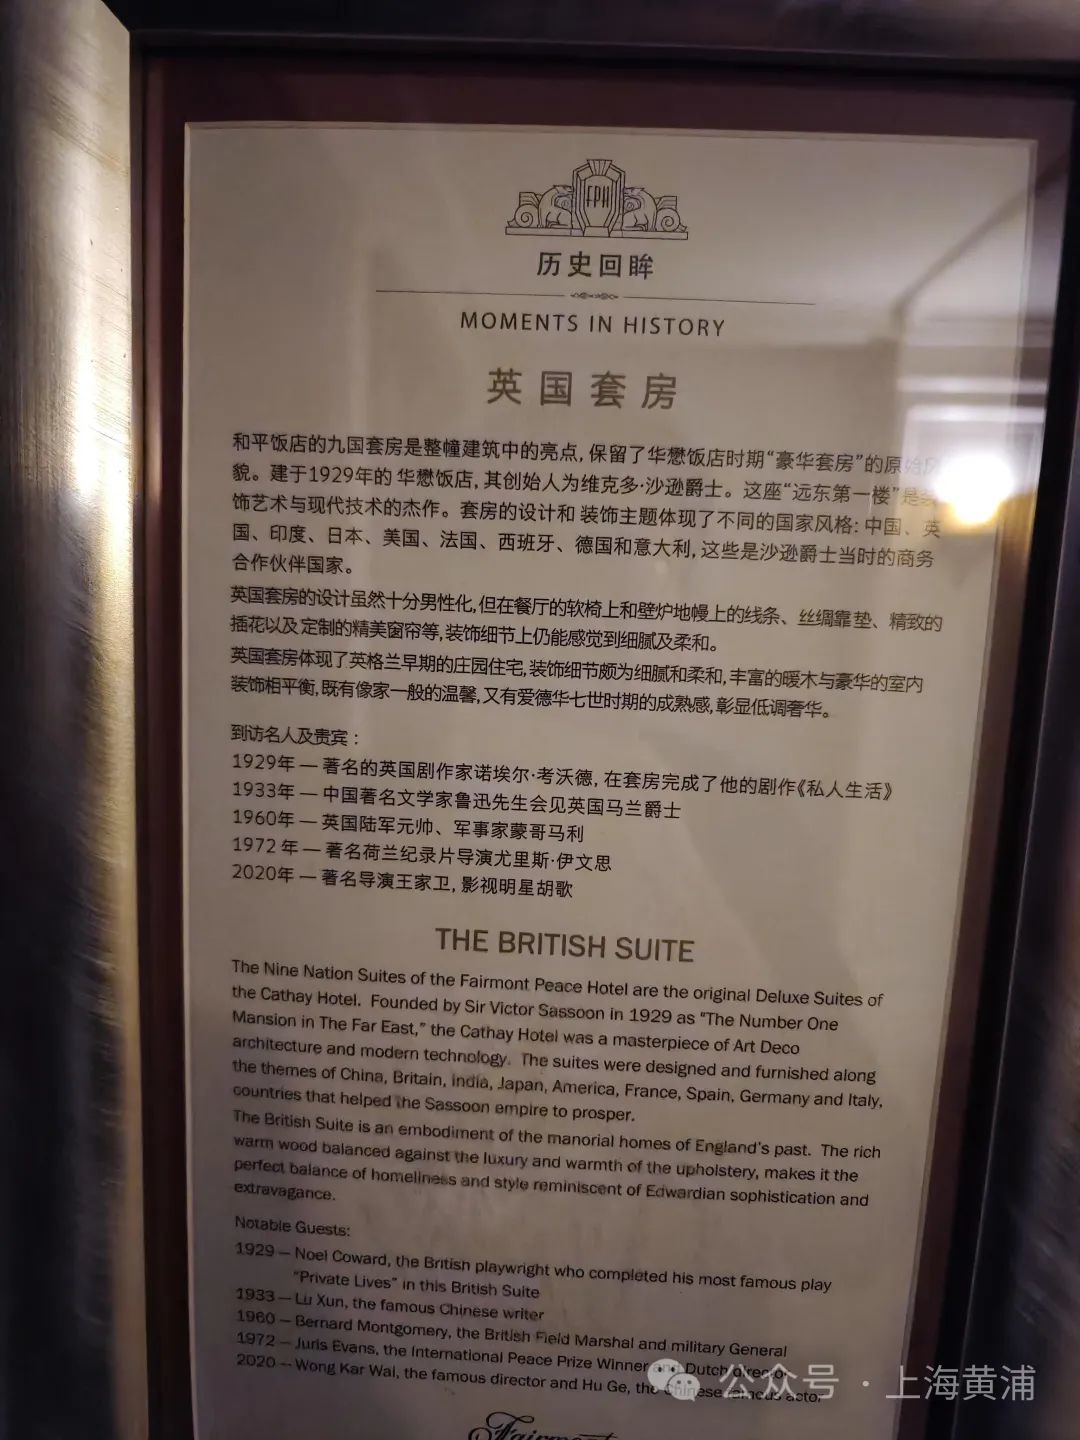 FPH
历史回眸
MOMENTS IN HISTORY
英国套房
和平饭店的九国套房是整幢建筑中的亮点，保留了华懋饭店时期“豪华套房”的原始风
貌。建于1929年的 华懋饭店，其创始人为维克多·沙逊爵士。这座“远东第一楼”是装
饰艺术与现代技术的杰作。套房的设计和 装饰主题体现了不同的国家风格: 中国、英
国、印度、日本、美国、法国、西班牙、德国和意大利，这些是沙逊爵士当时的商务
合作伙伴国家。
英国套房的设计虽然十分男性化,但在餐厅的软椅上和壁炉地幔上的线条、丝绸靠垫、精致的
插花以及 定制的精美窗帘等,装饰细节上仍能感觉到细腻及柔和。
英国套房体现了英格兰早期的庄园住宅,装饰细节颇为细腻和柔和,丰富的暖木与豪华的室内
装饰相平衡,既有像家一般的温馨,又有爱德华七世时期的成熟感,彰显低调奢华。
到访名人及贵宾：
1929年 — 著名的英国剧作家诺埃尔·考沃德, 在套房完成了他的剧作《私人生活》
1933年 — 中国著名文学家鲁迅先生会见英国马兰爵士
1960年 — 英国陆军元帅、军事家蒙哥马利
1972 年 — 著名荷兰纪录片导演尤里斯·伊文思
2020年 — 著名导演王家卫, 影视明星胡歌
THE BRITISH SUITE
The Nine Nation Suites of the Fairmont Peace Hotel are the original Deluxe Suites of
the Cathay Hotel. Founded by Sir Victor Sassoon in 1929 as “The Number One
Mansion in The Far East,” the Cathay Hotel was a masterpiece of Art Deco
architecture and modern technology. The suites were designed and furnished along
the themes of China, Britain, India, Japan, America, France, Spain, Germany and Italy,
countries that helped the Sassoon empire to prosper.
The British Suite is an embodiment of the manorial homes of England's past. The rich
warm wood balanced against the luxury and warmth of the upholstery, makes it the
perfect balance of homeliness and style reminiscent of Edwardian sophistication and
extravagance.
Notable Guests:
1929 — Noel Coward, the British playwright who completed his most famous play
“Private Lives” in this British Suite
1933 — Lu Xun, the famous Chinese writer
1960 — Bernard Montgomery, the British Field Marshal and military General
1972 — Juris Evans, the International Peace Prize Winner and Dutch director
2020 — Wong Kar Wai, the famous director and Hu Ge, the Chinese famous actor
公众号 · 上海黄浦
Fairmont